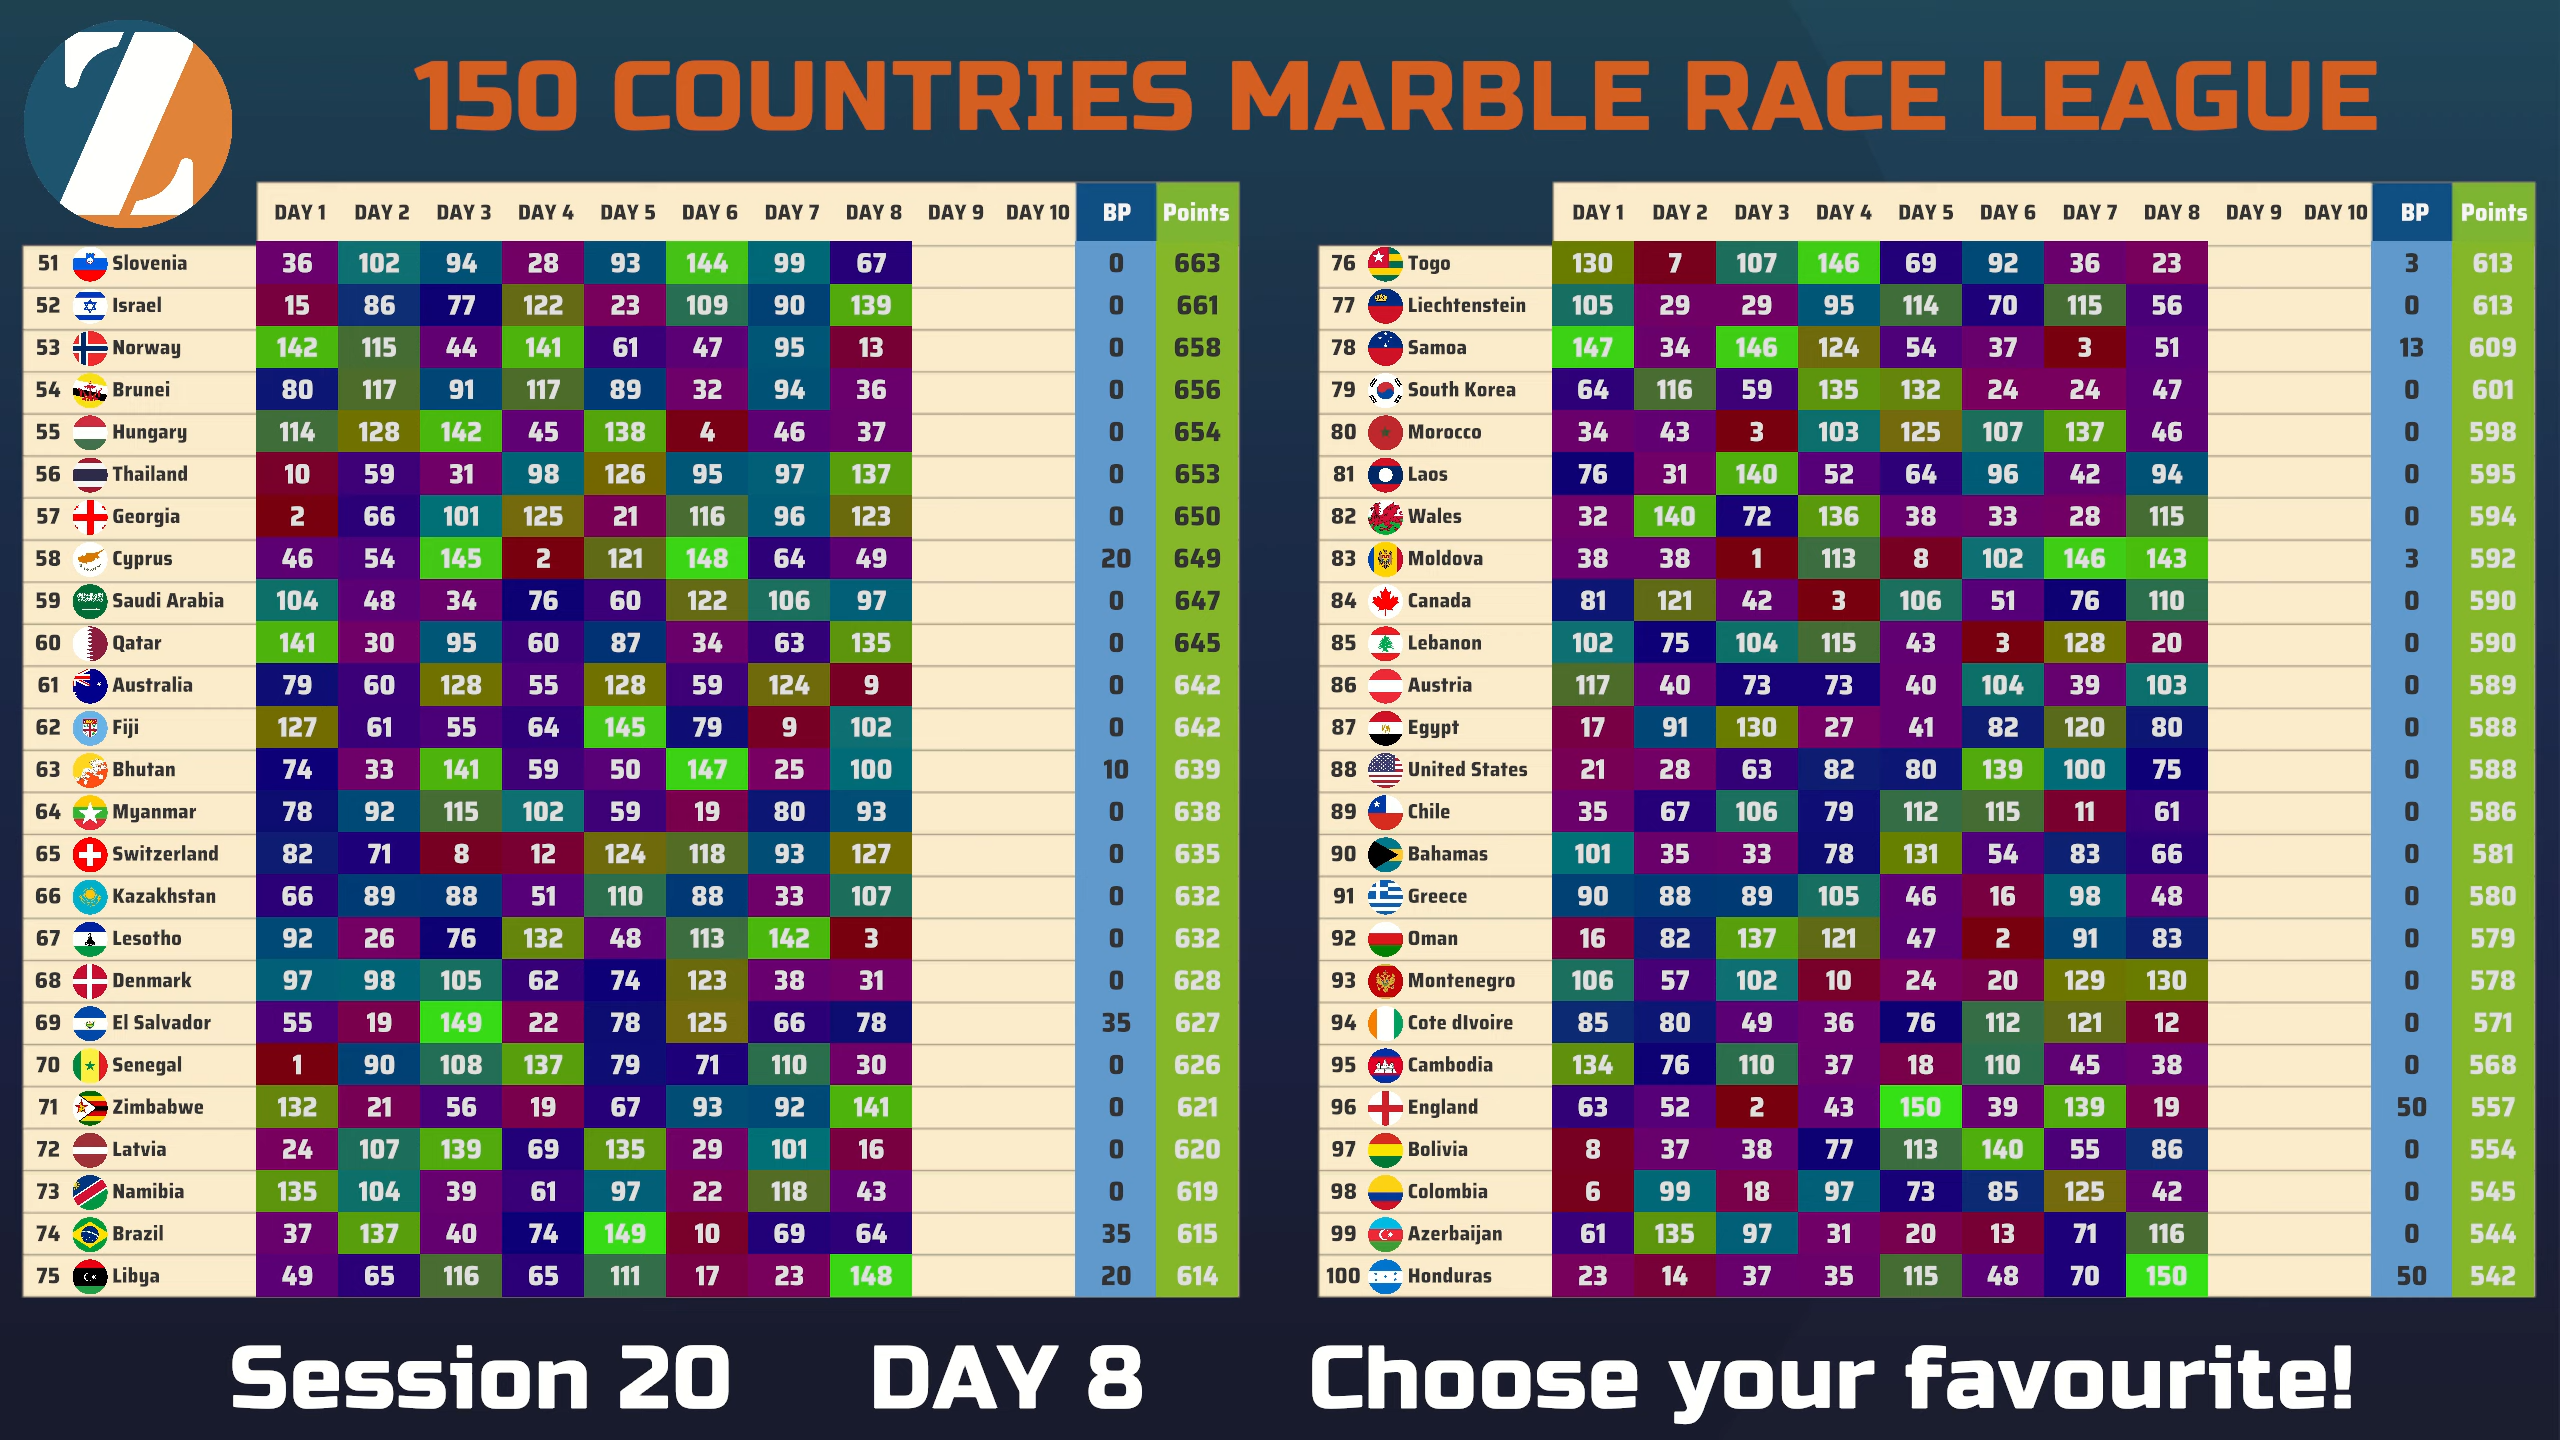 Z
150 COUNTRIES MARBLE RACE LEAGUE
DAY 1 DAY 2 DAY 3 DAY 4 DAY 5 DAY 6 DAY 7 DAY 8 DAY 9 DAY 10 BP Points
51 Slovenia 36 102 94 28 93 144 99 67 0 663
52 Israel 15 86 77 122 23 109 90 139 0 661
53 Norway 142 115 44 141 61 47 95 13 0 658
54 Brunei 80 117 91 117 89 32 94 36 0 656
55 Hungary 114 128 142 45 138 4 46 37 0 654
56 Thailand 10 59 31 98 126 95 97 137 0 653
57 Georgia 2 66 101 125 21 116 96 123 0 650
58 Cyprus 46 54 145 2 121 148 64 49 20 649
59 Saudi Arabia 104 48 34 76 60 122 106 97 0 647
60 Qatar 141 30 95 60 87 34 63 135 0 645
61 Australia 79 60 128 55 128 59 124 9 0 642
62 Fiji 127 61 55 64 145 79 9 102 0 642
63 Bhutan 74 33 141 59 50 147 25 100 10 639
64 Myanmar 78 92 115 102 59 19 80 93 0 638
65 Switzerland 82 71 8 12 124 118 93 127 0 635
66 Kazakhstan 66 89 88 51 110 88 33 107 0 632
67 Lesotho 92 26 76 132 48 113 142 3 0 632
68 Denmark 97 98 105 62 74 123 38 31 0 628
69 El Salvador 55 19 149 22 78 125 66 78 35 627
70 Senegal 1 90 108 137 79 71 110 30 0 626
71 Zimbabwe 132 21 56 19 67 93 92 141 0 621
72 Latvia 24 107 139 69 135 29 101 16 0 620
73 Namibia 135 104 39 61 97 22 118 43 0 619
74 Brazil 37 137 40 74 149 10 69 64 35 615
75 Libya 49 65 116 65 111 17 23 148 20 614
DAY 1 DAY 2 DAY 3 DAY 4 DAY 5 DAY 6 DAY 7 DAY 8 DAY 9 DAY 10 BP Points
76 Togo 130 7 107 146 69 92 36 23 3 613
77 Liechtenstein 105 29 29 95 114 70 115 56 0 613
78 Samoa 147 34 146 124 54 37 3 51 13 609
79 South Korea 64 116 59 135 132 24 24 47 0 601
80 Morocco 34 43 3 103 125 107 137 46 0 598
81 Laos 76 31 140 52 64 96 42 94 0 595
82 Wales 32 140 72 136 38 33 28 115 0 594
83 Moldova 38 38 1 113 8 102 146 143 3 592
84 Canada 81 121 42 3 106 51 76 110 0 590
85 Lebanon 102 75 104 115 43 3 128 20 0 590
86 Austria 117 40 73 73 40 104 39 103 0 589
87 Egypt 17 91 130 27 41 82 120 80 0 588
88 United States 21 28 63 82 80 139 100 75 0 588
89 Chile 35 67 106 79 112 115 11 61 0 586
90 Bahamas 101 35 33 78 131 54 83 66 0 581
91 Greece 90 88 89 105 46 16 98 48 0 580
92 Oman 16 82 137 121 47 2 91 83 0 579
93 Montenegro 106 57 102 10 24 20 129 130 0 578
94 Cote dIvoire 85 80 49 36 76 112 121 12 0 571
95 Cambodia 134 76 110 37 18 110 45 38 0 568
96 England 63 52 2 43 150 39 139 19 50 557
97 Bolivia 8 37 38 77 113 140 55 86 0 554
98 Colombia 6 99 18 97 73 85 125 42 0 545
99 Azerbaijan 61 135 97 31 20 13 71 116 0 544
100 Honduras 23 14 37 35 115 48 70 150 50 542
Session 20 DAY 8 Choose your favourite!